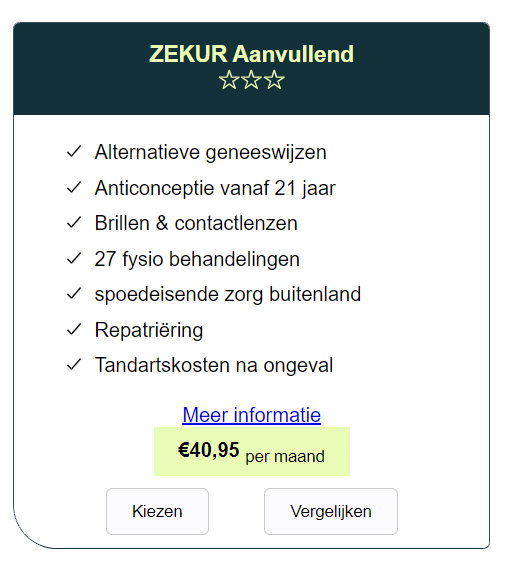 ZEKUR Aanvullend
Alternatieve geneeswijzen
Anticonceptie vanaf 21 jaar
Brillen & contactlenzen
27 fysio behandelingen
spoedeisende zorg buitenland
Repatriëring
Tandartskosten na ongeval
Meer informatie
€40,95 per maand
Kiezen Vergelijken